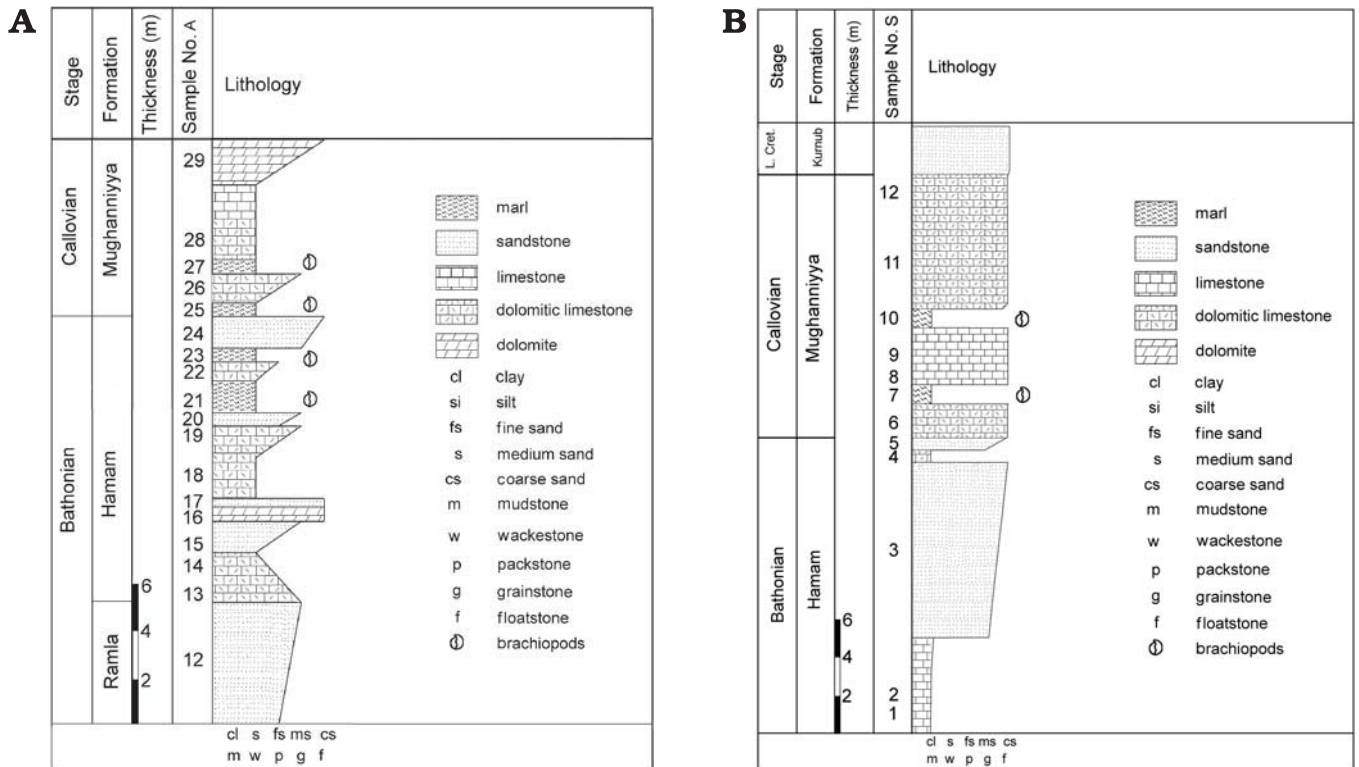 A
Stage
Formation
Thickness (m)
Sample No. A
Lithology
Callovian
Bathonian
Mughanniyya
Hamam
Ramla
6
4
2
29
28
27
26
25
24
23
22
21
20
19
18
17
16
15
14
13
12
marl
sandstone
limestone
dolomitic limestone
dolomite
cl clay
si silt
fs fine sand
s medium sand
cs coarse sand
m mudstone
w wackestone
p packstone
g grainstone
f floatstone
brachiopods
cl s fs ms cs
m w p g f
B
Stage
Formation
Thickness (m)
Sample No. S
Lithology
L. Cret.
Callovian
Bathonian
Kurnub
Mughanniyya
Hamam
6
4
2
12
11
10
9
8
7
6
5
4
3
2
1
marl
sandstone
limestone
dolomitic limestone
dolomite
cl clay
si silt
fs fine sand
s medium sand
cs coarse sand
m mudstone
w wackestone
p packstone
g grainstone
f floatstone
brachiopods
cl s fs ms cs
m w p g f